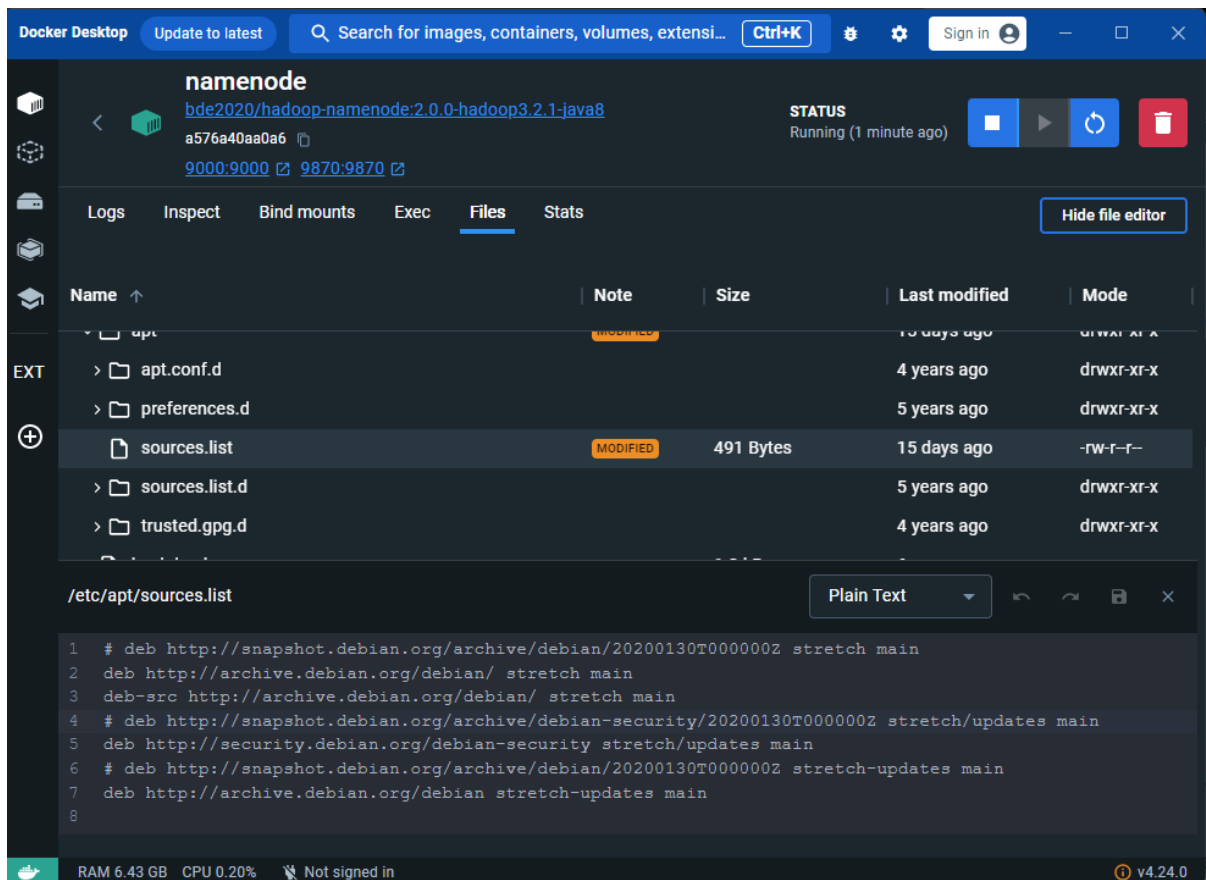 Docker Desktop Update to latest Search for images, containers, volumes, extensi... Ctrl+K Sign in
namenode
bde2020/hadoop-namenode:2.0.0-hadoop3.2.1-java8
a576a40aa0a6
9000:9000 9870:9870
STATUS
Running (1 minute ago)
Logs Inspect Bind mounts Exec Files Stats Hide file editor
Name Note Size Last modified Mode
apt MODIFIED 15 days ago drwxr-xr-x
EXT
apt.conf.d 4 years ago drwxr-xr-x
preferences.d 5 years ago drwxr-xr-x
sources.list MODIFIED 491 Bytes 15 days ago -rw-r--r--
sources.list.d 5 years ago drwxr-xr-x
trusted.gpg.d 4 years ago drwxr-xr-x
/etc/apt/sources.list Plain Text
1 # deb http://snapshot.debian.org/archive/debian/20200130T000000Z stretch main
2 deb http://archive.debian.org/debian/ stretch main
3 deb-src http://archive.debian.org/debian/ stretch main
4 # deb http://snapshot.debian.org/archive/debian-security/20200130T000000Z stretch/updates main
5 deb http://security.debian.org/debian-security stretch/updates main
6 # deb http://snapshot.debian.org/archive/debian/20200130T000000Z stretch-updates main
7 deb http://archive.debian.org/debian stretch-updates main
8
RAM 6.43 GB CPU 0.20% Not signed in v4.24.0